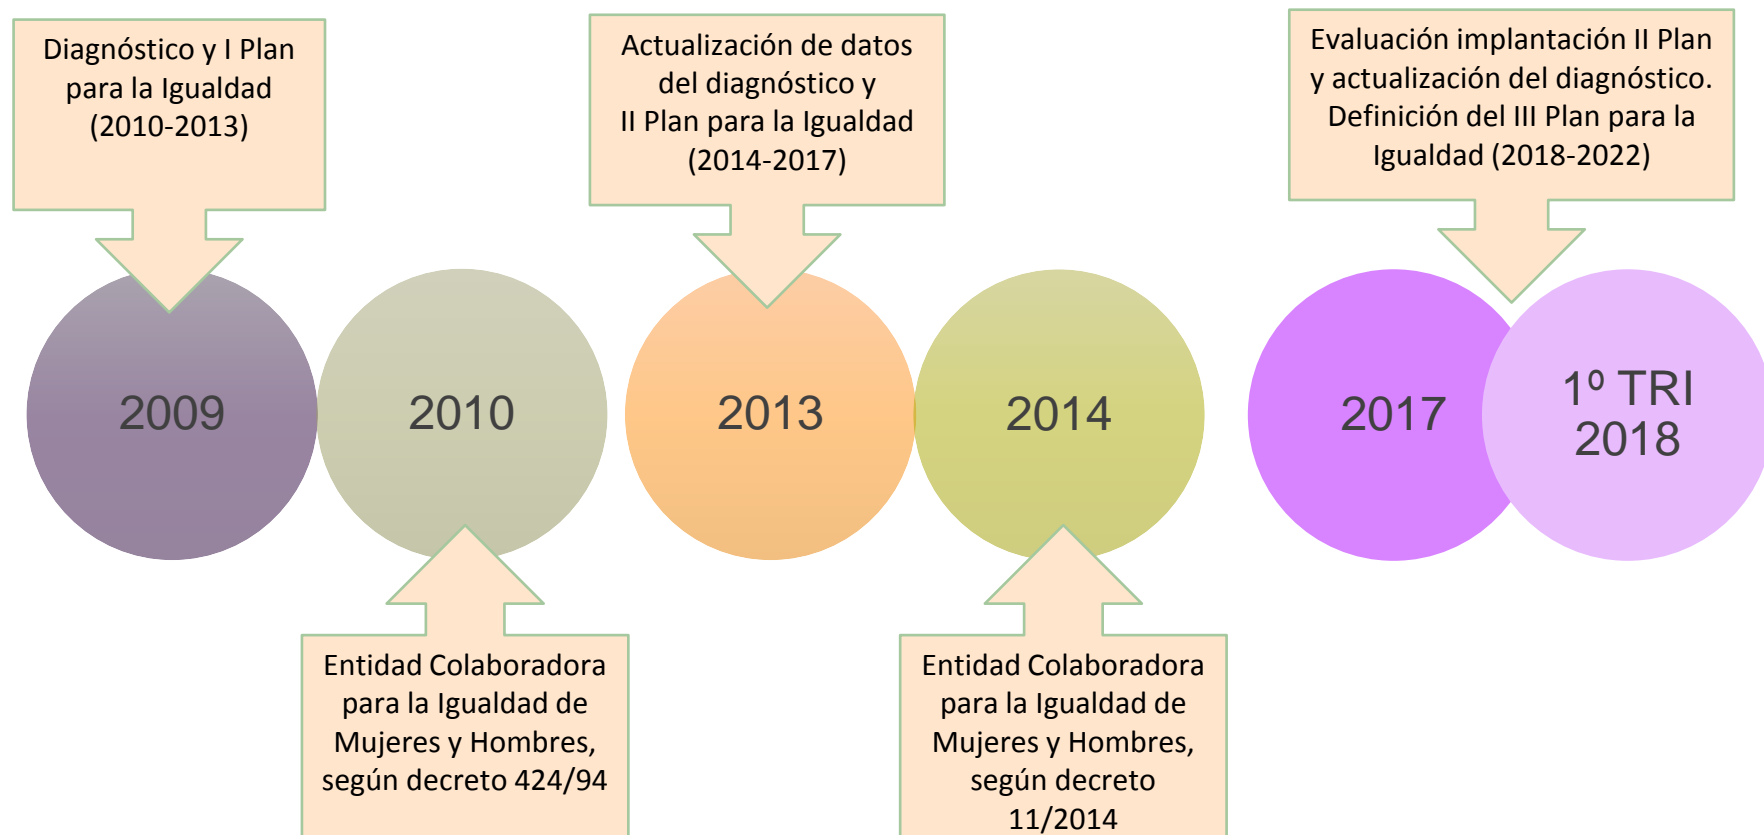 Diagnóstico y I Plan
para la Igualdad
(2010-2013)
Actualización de datos
del diagnóstico y
II Plan para la Igualdad
(2014-2017)
Evaluación implantación II Plan
y actualización del diagnóstico.
Definición del III Plan para la
Igualdad (2018-2022)
2009
2010
2013
2014
2017
1º TRI
2018
Entidad Colaboradora
para la Igualdad de
Mujeres y Hombres,
según decreto 424/94
Entidad Colaboradora
para la Igualdad de
Mujeres y Hombres,
según decreto
11/2014